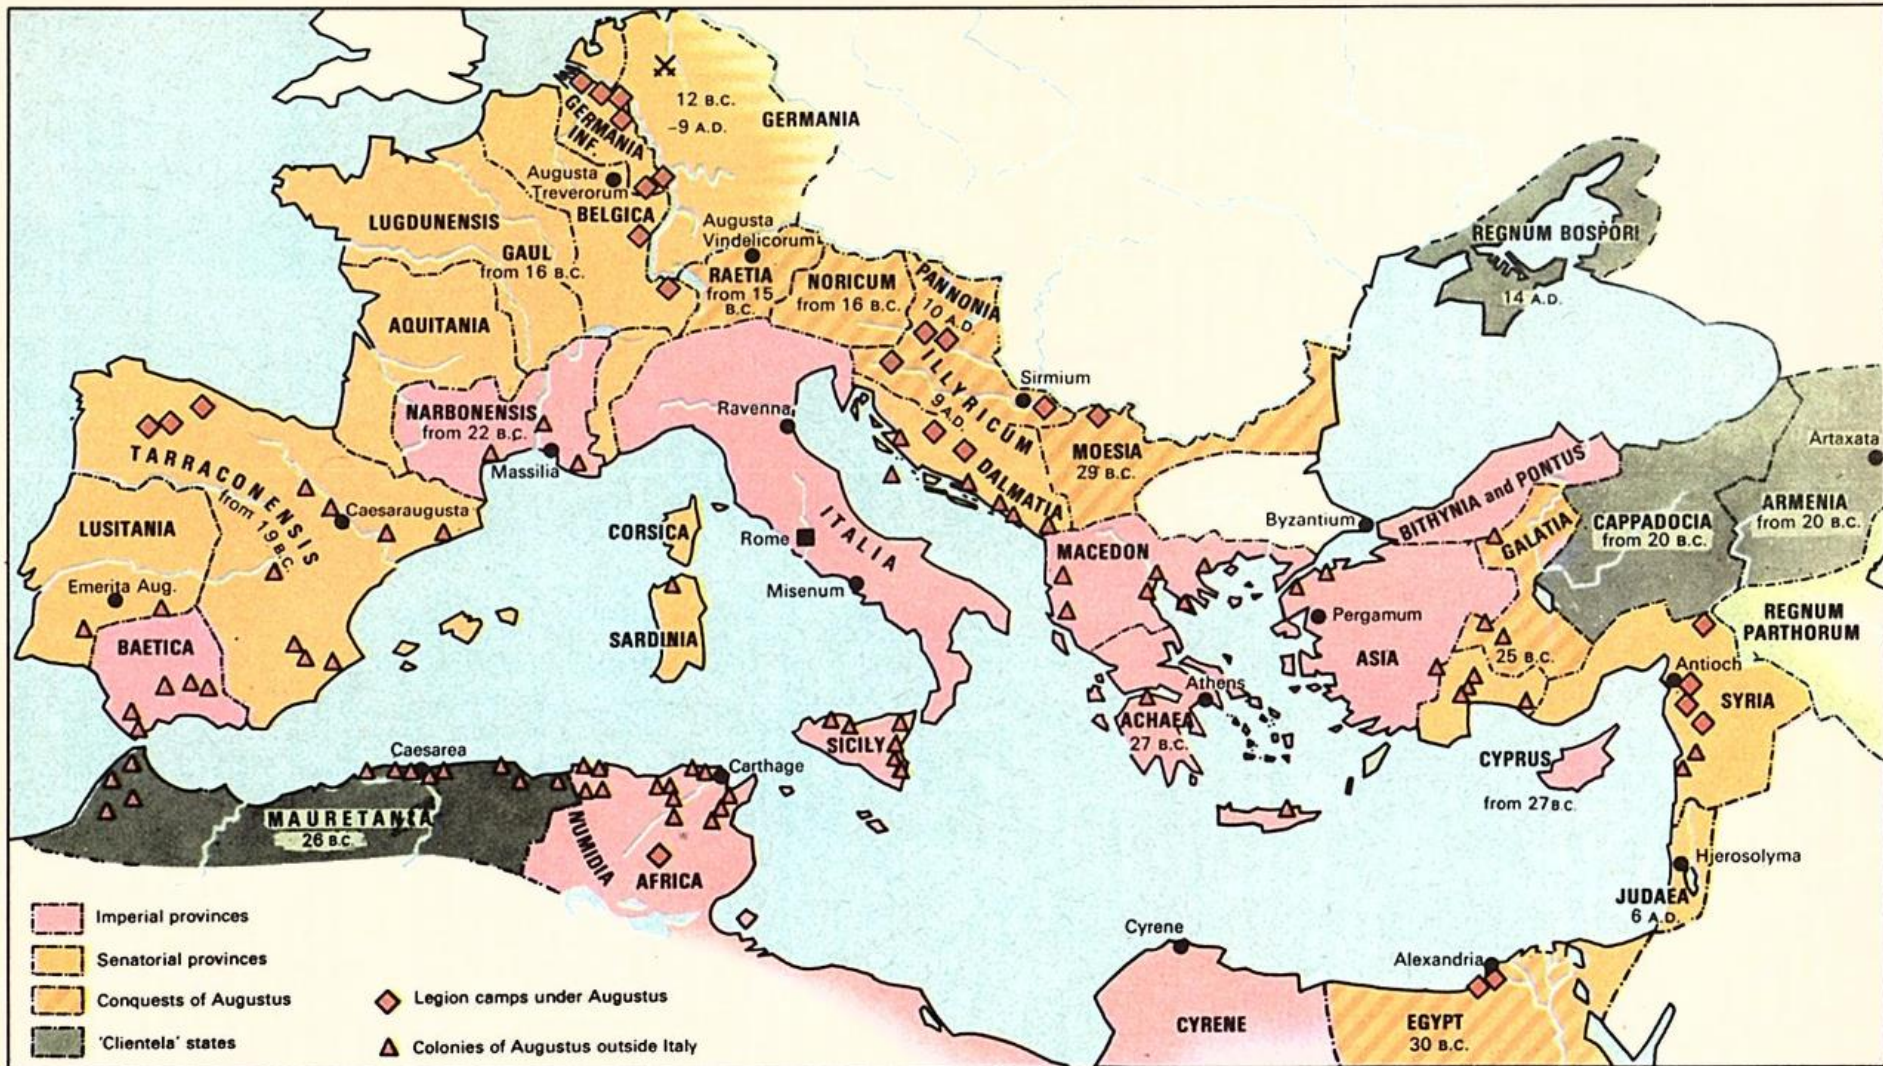 12 B.C.
–9 A.D.
GERMANIA
GERMANIA
INF.
Augusta
Treverorum
BELGICA
LUGDUNENSIS
GAUL
from 16 B.C.
Augusta
Vindelicorum
RAETIA
from 15
B.C.
NORICUM
from 16 B.C.
PANNONIA
10 A.D.
AQUITANIA
REGNUM BOSPORI
14 A.D.
ILLYRICUM
9 A.D.
Sirmium
NARBONENSIS
from 22 B.C.
Massilia
Ravenna
MOESIA
29 B.C.
DALMATIA
TARRACONENSIS
from 19 B.C.
Caesaraugusta
LUSITANIA
Emerita Aug.
BAETICA
CORSICA
SARDINIA
Rome
ITALIA
Misenum
MACEDON
Byzantium
BITHYNIA and PONTUS
GALATIA
CAPPADOCIA
from 20 B.C.
Artaxata
ARMENIA
from 20 B.C.
REGNUM
PARTHORUM
Pergamum
ASIA
25 B.C.
Antioch
SYRIA
Athens
ACHAEA
27 B.C.
SICILY
CYPRUS
from 27 B.C.
Caesarea
Carthage
MAURETANIA
26 B.C.
NUMIDIA
AFRICA
Hierosolyma
JUDAEA
6 A.D.
Cyrene
CYRENE
Alexandria
EGYPT
30 B.C.
Imperial provinces
Senatorial provinces
Conquests of Augustus
'Clientela' states
Legion camps under Augustus
Colonies of Augustus outside Italy